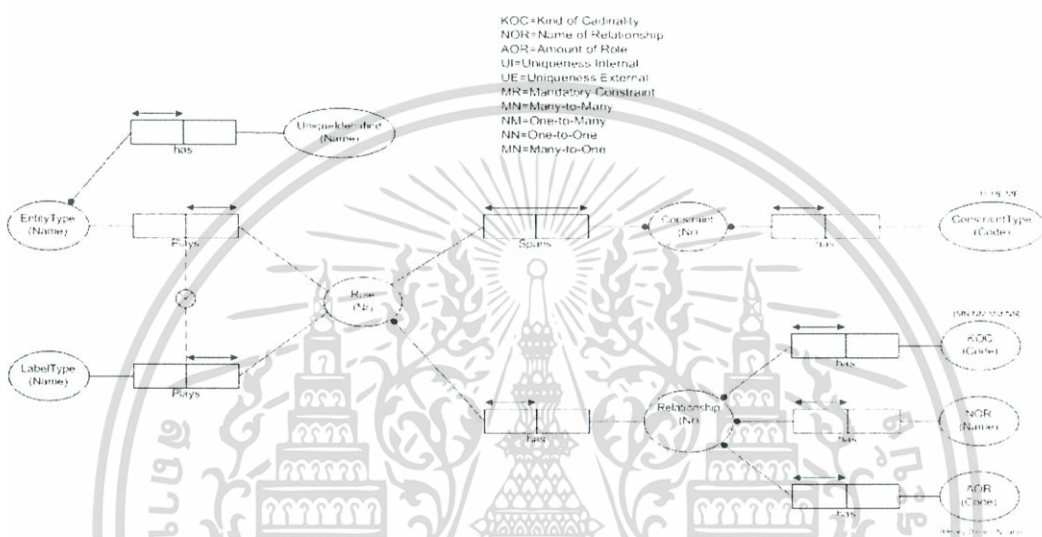 KOC=Kind of Cadinality
NOR=Name of Relationship
AOR=Amount of Role
UI=Uniqueness Internal
UE=Uniqueness External
MR=Mandatory Constraint
MN=Many-to-Many
NM=One-to-Many
NN=One-to-One
MN=Many-to-One
UniqueIdentified
(Name)
has
EntityType
(Name)
Plays
Spans
Constraint
(Nr)
has
ConstraintType
(Code)
Role
(Nr)
KOC
(Code)
has
LabelType
(Name)
Plays
has
Relationship
(Nr)
has
NOR
(Name)
has
AOR
(Code)